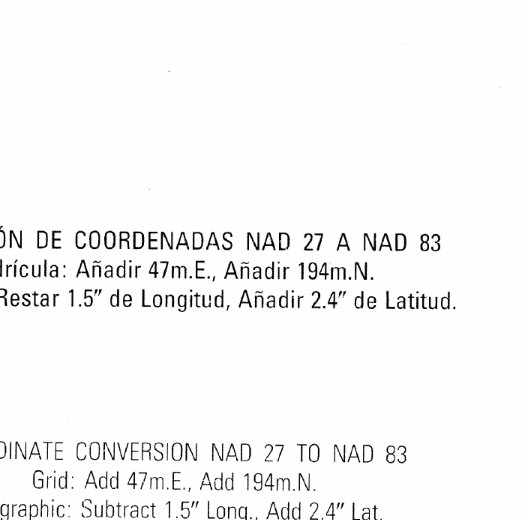 ÓN DE COORDENADAS NAD 27 A NAD 83
drícula: Añadir 47m.E., Añadir 194m.N.
Restar 1.5" de Longitud, Añadir 2.4" de Latitud.
DINATE CONVERSION NAD 27 TO NAD 83
Grid: Add 47m.E., Add 194m.N.
graphic: Subtract 1.5" Long., Add 2.4" Lat.